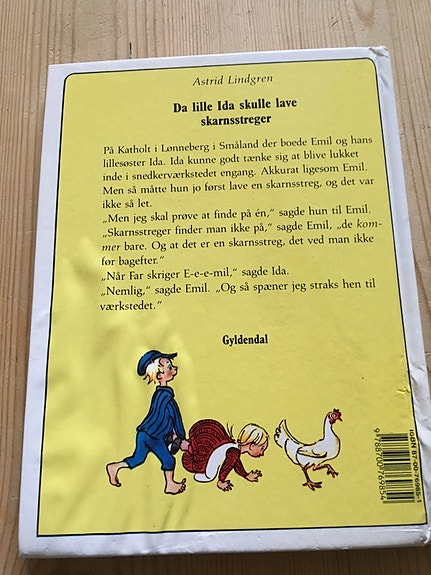 Astrid Lindgren
Da lille Ida skulle lave
skarnsstreger
På Katholt i Lønneberg i Småland der boede Emil og hans
lillesøster Ida. Ida kunne godt tænke sig at blive lukket
inde i snedkerværkstedet engang. Akkurat ligesom Emil.
Men så måtte hun jo først lave en skarnsstreg, og det var
ikke så let.
„Men jeg skal prøve at finde på én,“ sagde hun til Emil.
„Skarnsstreger finder man ikke på,“ sagde Emil, „de kom-
mer bare. Og at det er en skarnsstreg, det ved man ikke
før bagefter.“
„Når Far skriger E-e-e-mil,“ sagde Ida.
„Nemlig,“ sagde Emil. „Og så spæner jeg straks hen til
værkstedet.“
Gyldendal
ISBN 87-00-76985-
9788700769854